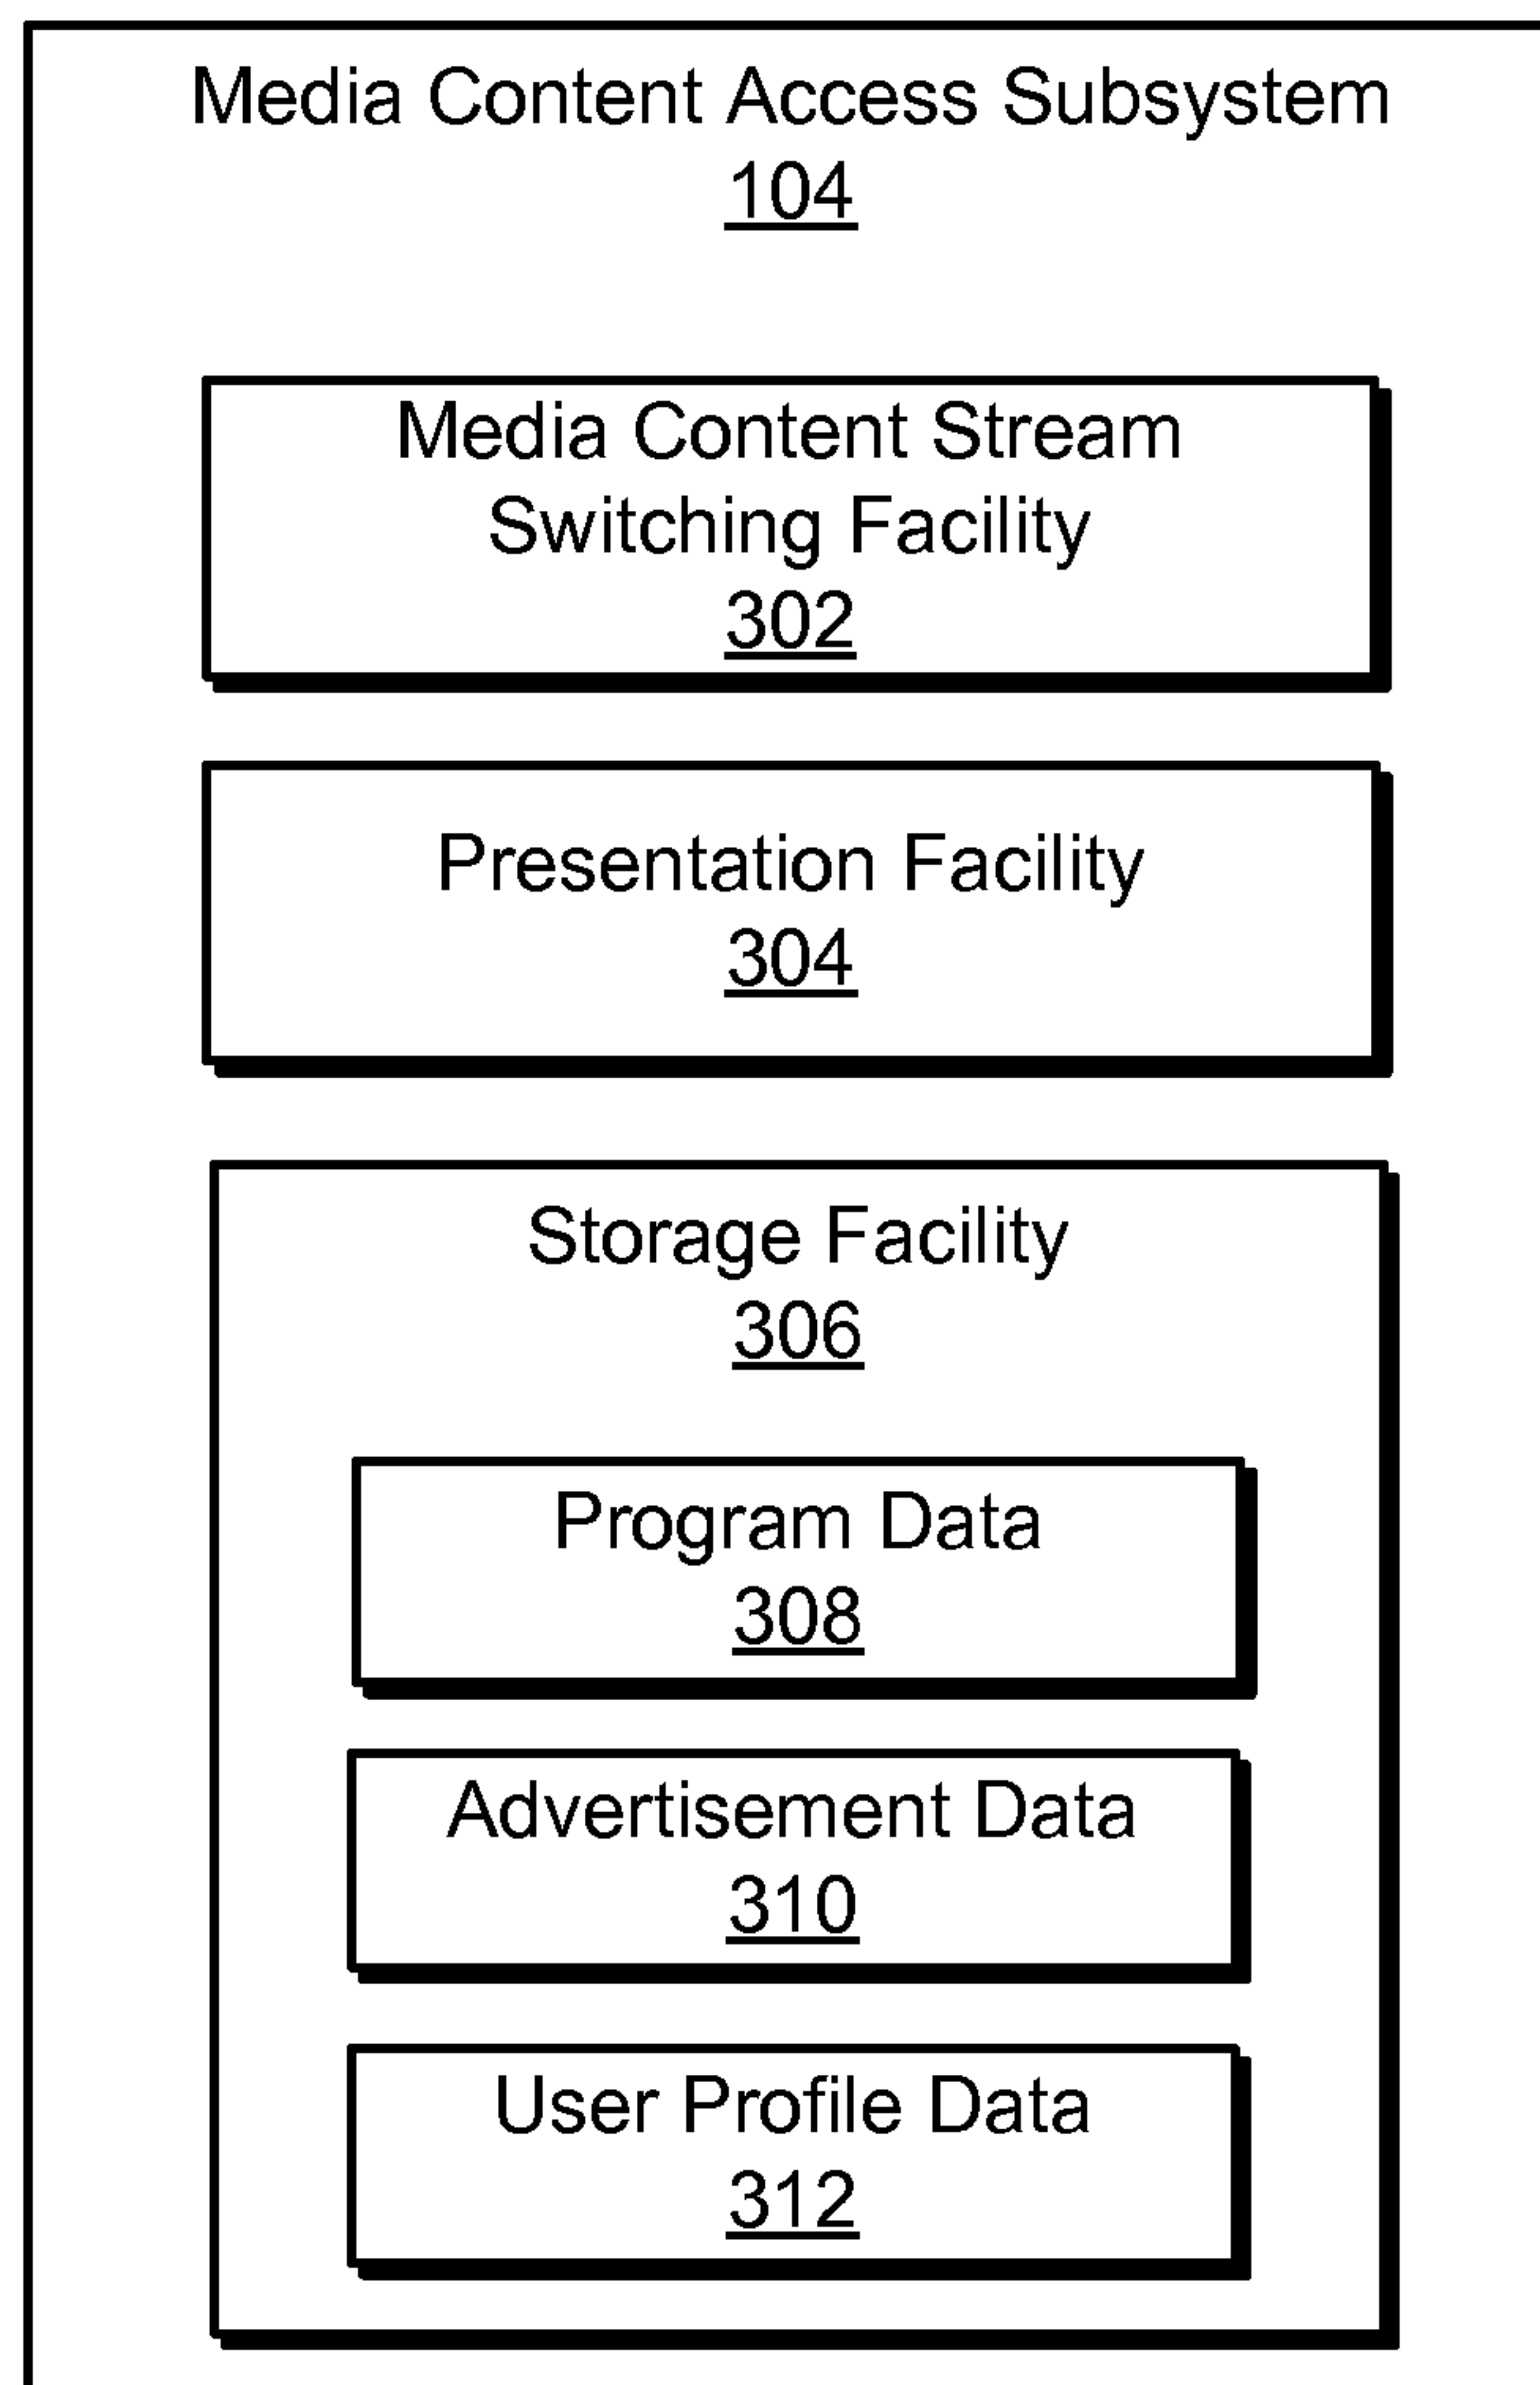 Media Content Access Subsystem
104
Media Content Stream
Switching Facility
302
Presentation Facility
304
Storage Facility
306
Program Data
308
Advertisement Data
310
User Profile Data
312